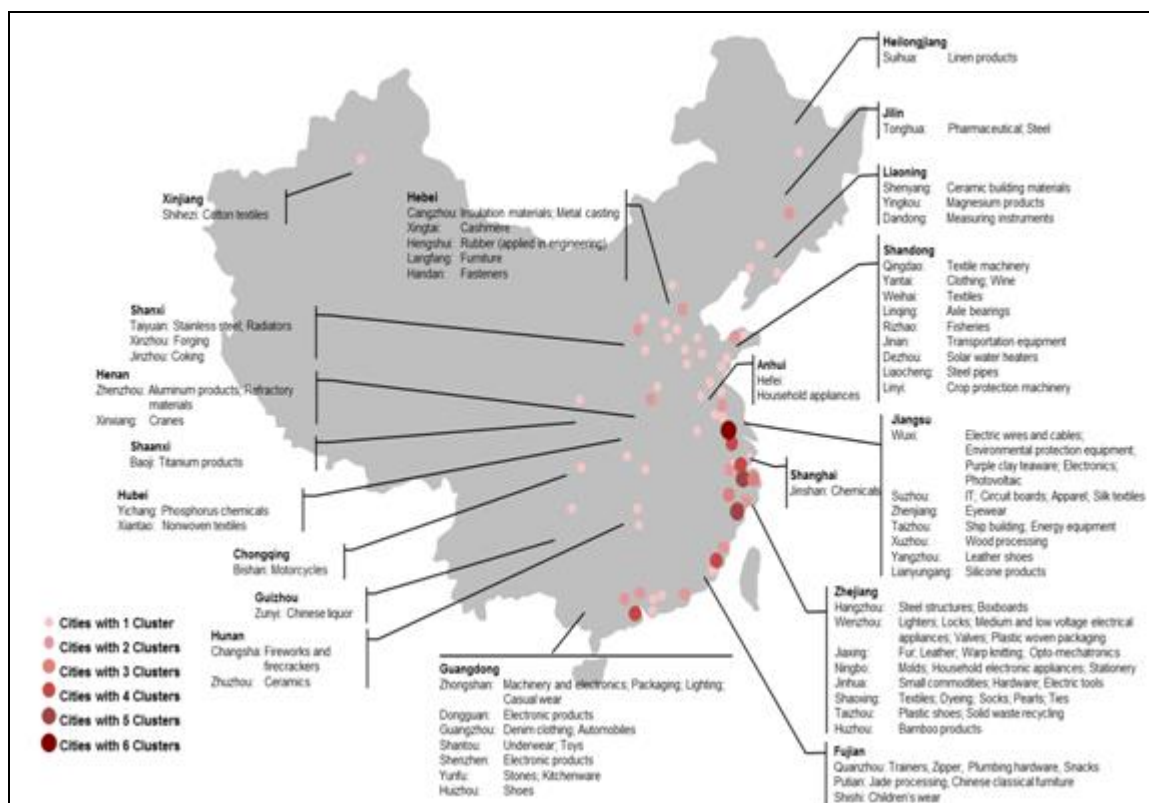 Heilongjiang
Suihua: Linen products
Jilin
Tonghua: Pharmaceutical; Steel
Liaoning
Shenyang: Ceramic building materials
Yingkou: Magnesium products
Dandong: Measuring instruments
Shandong
Qingdao: Textile machinery
Yantai: Clothing; Wine
Weihai: Textiles
Linqing: Axle bearings
Rizhao: Fisheries
Jinan: Transportation equipment
Dezhou: Solar water heaters
Liaocheng: Steel pipes
Linyi: Crop protection machinery
Xinjiang
Shihezi: Cotton textiles
Hebei
Cangzhou: Insulation materials; Metal casting
Xingtai: Cashmere
Hengshui: Rubber (applied in engineering)
Langfang: Furniture
Handan: Fasteners
Shanxi
Taiyuan: Stainless steel; Radiators
Xinzhou: Forging
Jinzhou: Coking
Henan
Zhenzhou: Aluminum products; Refractory
materials
Xinxiang: Cranes
Shaanxi
Baoji: Titanium products
Hubei
Yichang: Phosphorus chemicals
Xiantao: Nonwoven textiles
Chongqing
Bishan: Motorcycles
Guizhou
Zunyi: Chinese liquor
Hunan
Changsha: Fireworks and
firecrackers
Zhuzhou: Ceramics
Anhui
Hefei
Household appliances
Shanghai
Jinshan: Chemicals
Jiangsu
Wuxi: Electric wires and cables;
Environmental protection equipment;
Purple clay teaware; Electronics;
Photovoltaic
Suzhou: IT; Circuit boards; Apparel; Silk textiles
Zhenjiang: Eyewear
Taizhou: Ship building; Energy equipment
Xuzhou: Wood processing
Yangzhou: Leather shoes
Lianyungang: Silicone products
Zhejiang
Hangzhou: Steel structures; Boxboards
Wenzhou: Lighters; Locks; Medium and low voltage electrical
appliances; Valves; Plastic woven packaging
Jiaxing: Fur; Leather; Warp knitting; Opto-mechatronics
Ningbo: Molds; Household electronic appliances; Stationery
Jinhua: Small commodities; Hardware; Electric tools
Shaoxing: Textiles; Dyeing; Socks; Pearls; Ties
Taizhou: Plastic shoes; Solid waste recycling
Huzhou: Bamboo products
Fujian
Quanzhou: Trainers, Zipper, Plumbing hardware, Snacks
Putian: Jade processing, Chinese classical furniture
Shishi: Children's wear
Guangdong
Zhongshan: Machinery and electronics; Packaging; Lighting;
Casual wear
Dongguan: Electronic products
Guangzhou: Denim clothing; Automobiles
Shantou: Underwear; Toys
Shenzhen: Electronic products
Yunfu: Stones; Kitchenware
Huizhou: Shoes
Cities with 1 Cluster
Cities with 2 Clusters
Cities with 3 Clusters
Cities with 4 Clusters
Cities with 5 Clusters
Cities with 6 Clusters